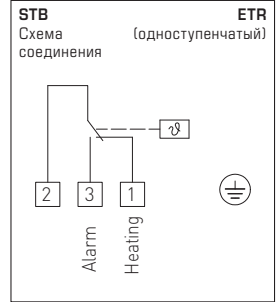 STB ETR
Схема (одноступенчатый)
соединения
ϑ
2 3 1
Alarm
Heating